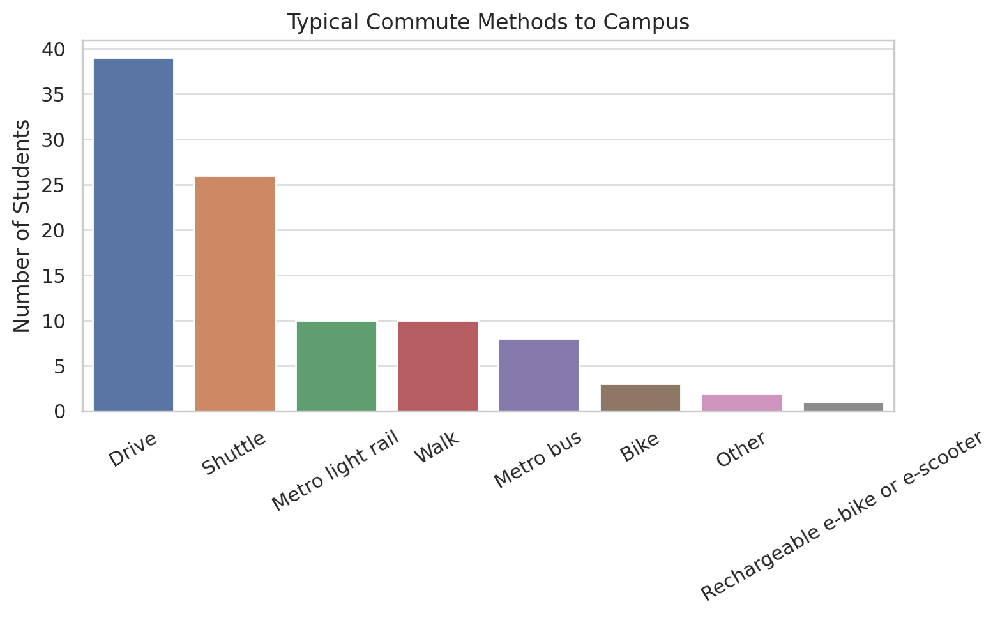 Typical Commute Methods to Campus
Number of Students
40
35
30
25
20
15
10
5
0
Drive
Shuttle
Metro light rail
Walk
Metro bus
Bike
Other
Rechargeable e-bike or e-scooter